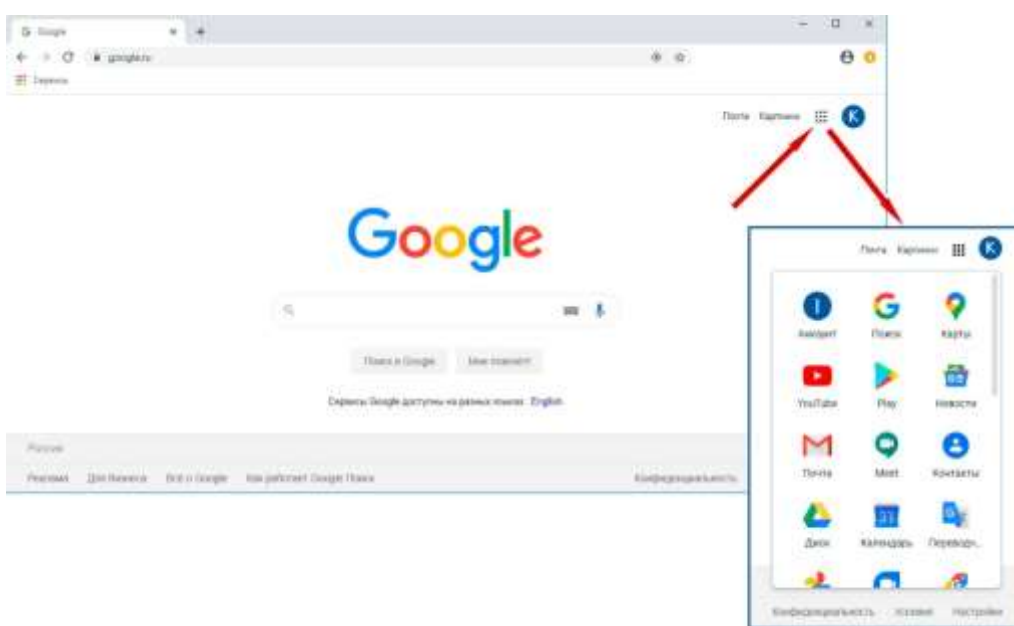 Google
google.ru
Сервисы
Почта Картинки K
Google
Поиск в Google Мне повезёт!
Сервисы Google доступны на разных языках: English
Россия
Реклама Для бизнеса Всё о Google Как работает Google Поиск
Конфиденциальность
Почта Картинки K
Аккаунт Поиск Карты
YouTube Play Новости
Почта Meet Контакты
31
Диск Календарь Переводч...
Конфиденциальность Условия Настройки